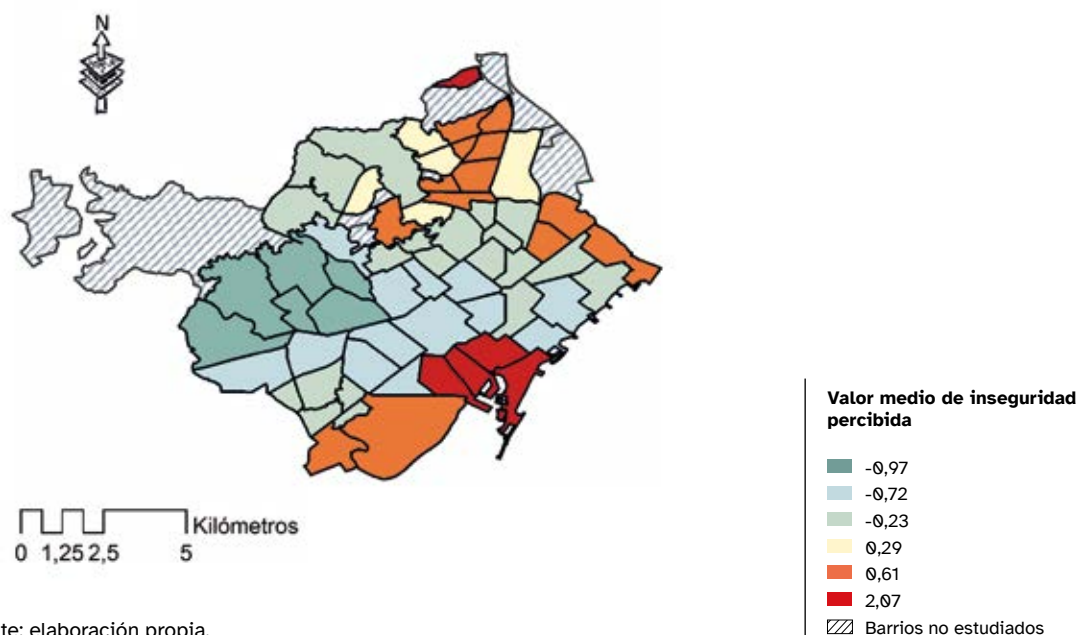 N
Kilómetros
0 1,25 2,5 5
Valor medio de inseguridad
percibida
-0,97
-0,72
-0,23
0,29
0,61
2,07
Barrios no estudiados
te: elaboración propia.